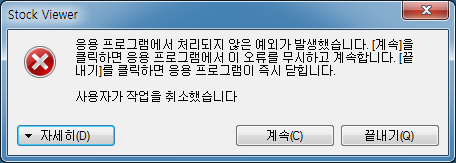 Stock Viewer
응용 프로그램에서 처리되지 않은 예외가 발생했습니다. [계속]을
클릭하면 응용 프로그램에서 이 오류를 무시하고 계속합니다. [끝
내기]를 클릭하면 응용 프로그램이 즉시 닫힙니다.
사용자가 작업을 취소했습니다
자세히(D)
계속(C)
끝내기(Q)